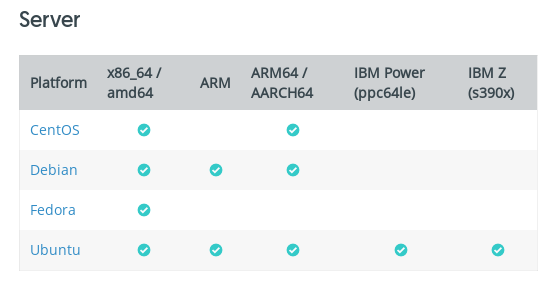 Server
Platform x86_64 / amd64 ARM ARM64 / AARCH64 IBM Power (ppc64le) IBM Z (s390x)
CentOS
Debian
Fedora
Ubuntu